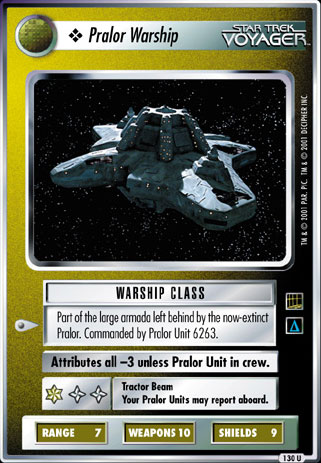 ❖ Pralor Warship
STAR TREK
VOYAGER™
TM & © 2001 PAR. PIC. TM & © 2001 DECIPHER INC.
WARSHIP CLASS
Part of the large armada left behind by the now-extinct
Pralor. Commanded by Pralor Unit 6263.
Attributes all –3 unless Pralor Unit in crew.
Tractor Beam
Your Pralor Units may report aboard.
RANGE 7
WEAPONS 10
SHIELDS 9
130 U